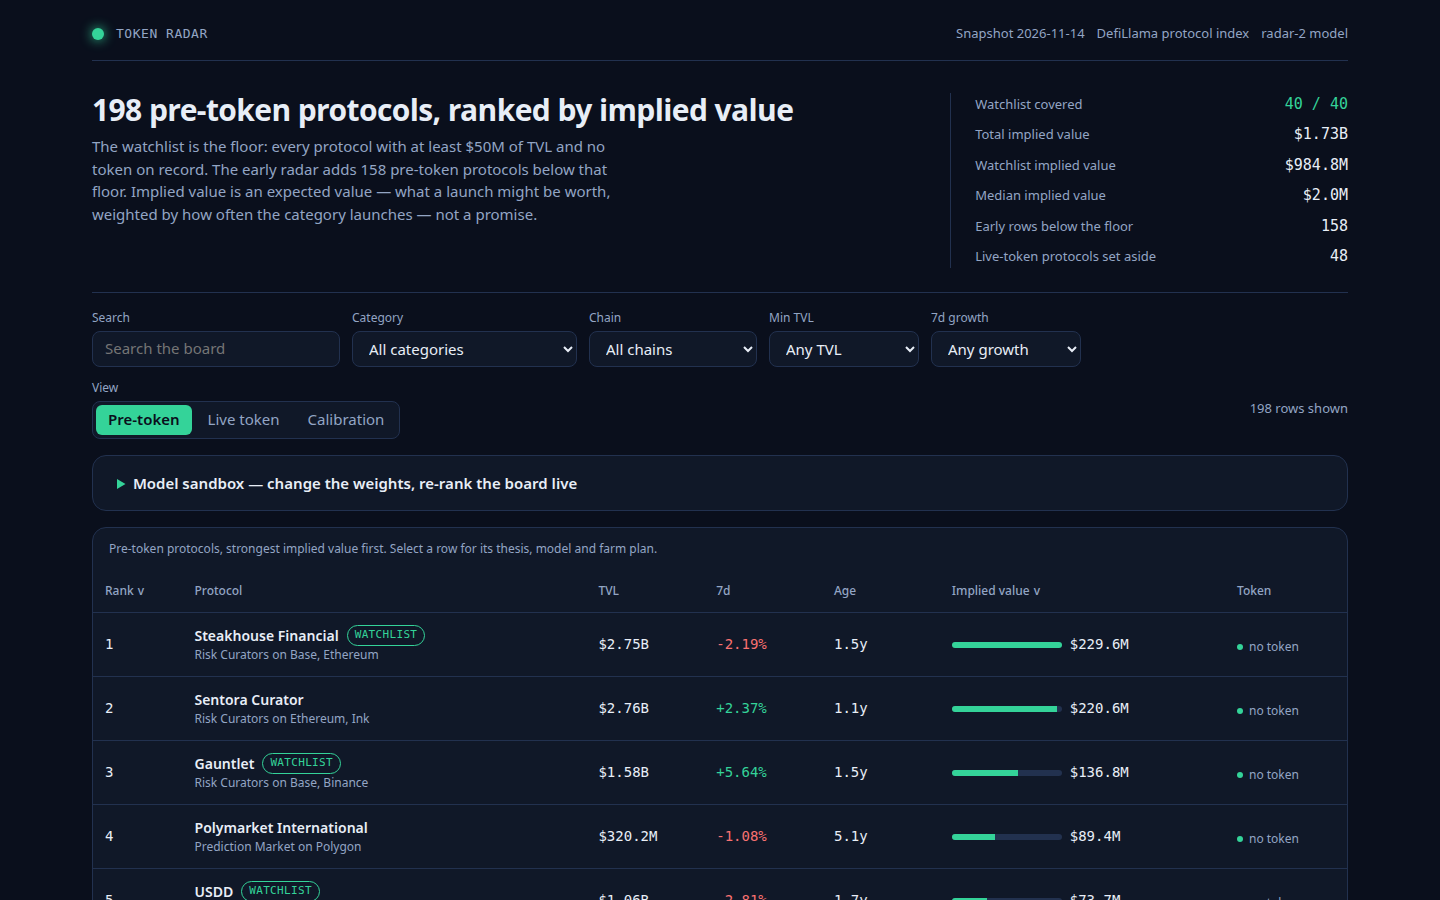 TOKEN RADAR
Snapshot 2026-11-14 DefiLlama protocol index radar-2 model
198 pre-token protocols, ranked by implied value
The watchlist is the floor: every protocol with at least $50M of TVL and no
token on record. The early radar adds 158 pre-token protocols below that
floor. Implied value is an expected value — what a launch might be worth,
weighted by how often the category launches — not a promise.
Watchlist covered 40 / 40
Total implied value $1.73B
Watchlist implied value $984.8M
Median implied value $2.0M
Early rows below the floor 158
Live-token protocols set aside 48
Search Category Chain Min TVL 7d growth
Search the board All categories All chains Any TVL Any growth
View
Pre-token Live token Calibration
198 rows shown
Model sandbox — change the weights, re-rank the board live
Pre-token protocols, strongest implied value first. Select a row for its thesis, model and farm plan.
Rank v Protocol TVL 7d Age Implied value v Token
1 Steakhouse Financial WATCHLIST $2.75B -2.19% 1.5y $229.6M no token
Risk Curators on Base, Ethereum
2 Sentora Curator $2.76B +2.37% 1.1y $220.6M no token
Risk Curators on Ethereum, Ink
3 Gauntlet WATCHLIST $1.58B +5.64% 1.5y $136.8M no token
Risk Curators on Base, Binance
4 Polymarket International $320.2M -1.08% 5.1y $89.4M no token
Prediction Market on Polygon
USDD WATCHLIST